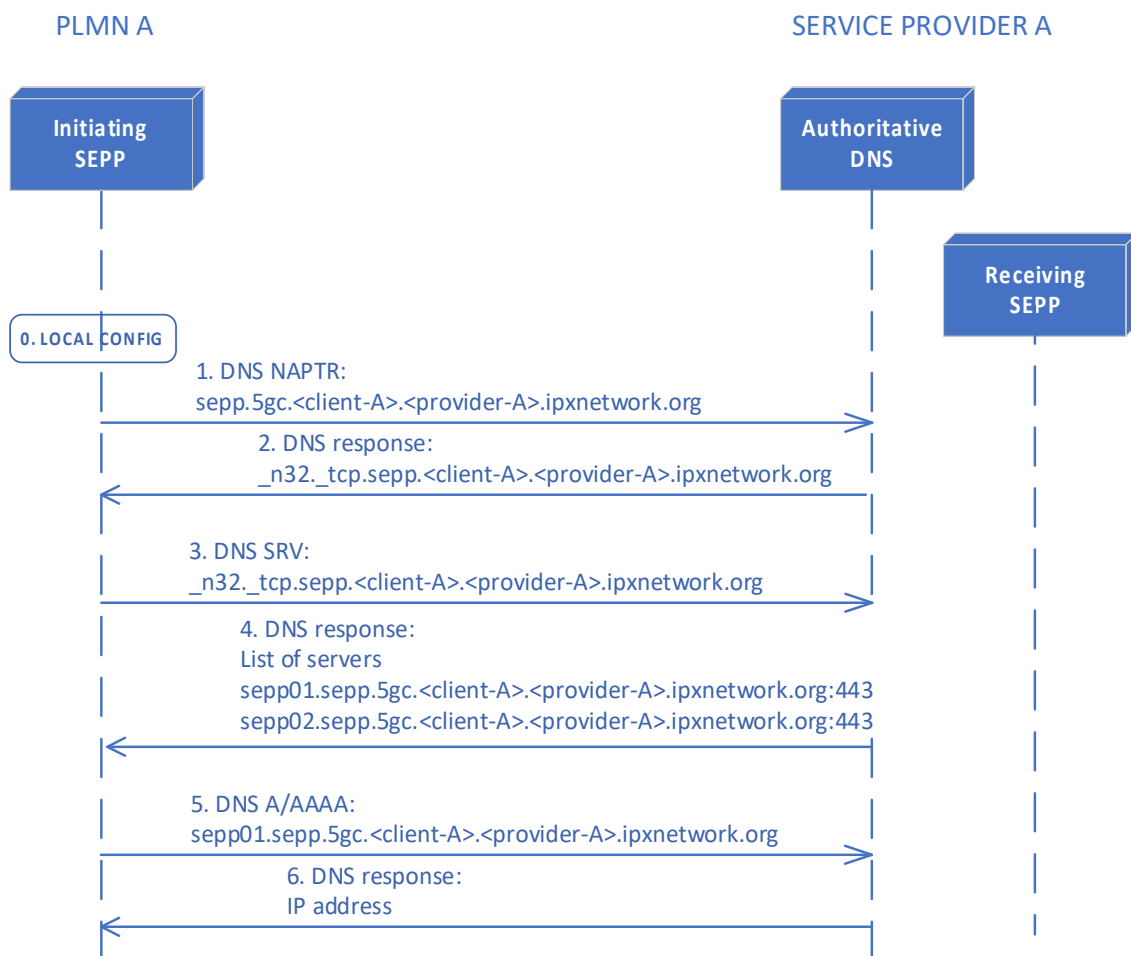 PLMN A
SERVICE PROVIDER A
Initiating
SEPP
Authoritative
DNS
Receiving
SEPP
0. LOCAL CONFIG
1. DNS NAPTR:
sepp.5gc.<client-A>.<provider-A>.ipxnetwork.org
2. DNS response:
_n32._tcp.sepp.<client-A>.<provider-A>.ipxnetwork.org
3. DNS SRV:
_n32._tcp.sepp.<client-A>.<provider-A>.ipxnetwork.org
4. DNS response:
List of servers
sepp01.sepp.5gc.<client-A>.<provider-A>.ipxnetwork.org:443
sepp02.sepp.5gc.<client-A>.<provider-A>.ipxnetwork.org:443
5. DNS A/AAAA:
sepp01.sepp.5gc.<client-A>.<provider-A>.ipxnetwork.org
6. DNS response:
IP address